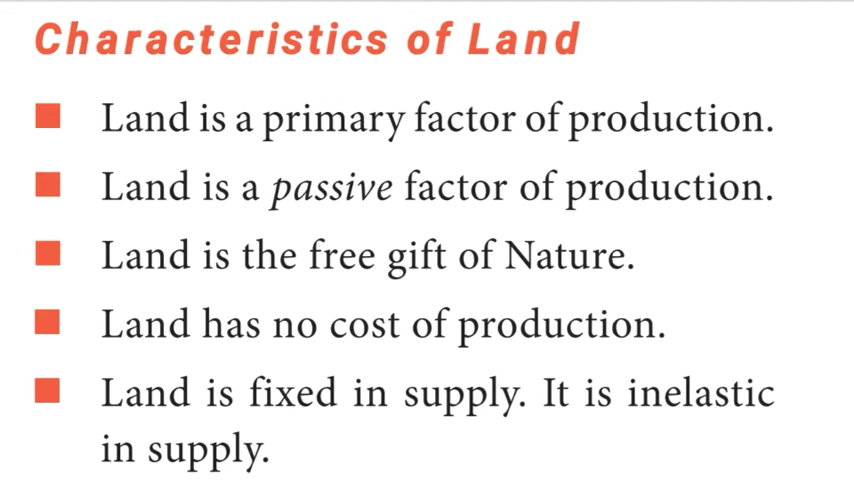 Characteristics of Land
■ Land is a primary factor of production.
■ Land is a passive factor of production.
■ Land is the free gift of Nature.
■ Land has no cost of production.
■ Land is fixed in supply. It is inelastic
in supply.